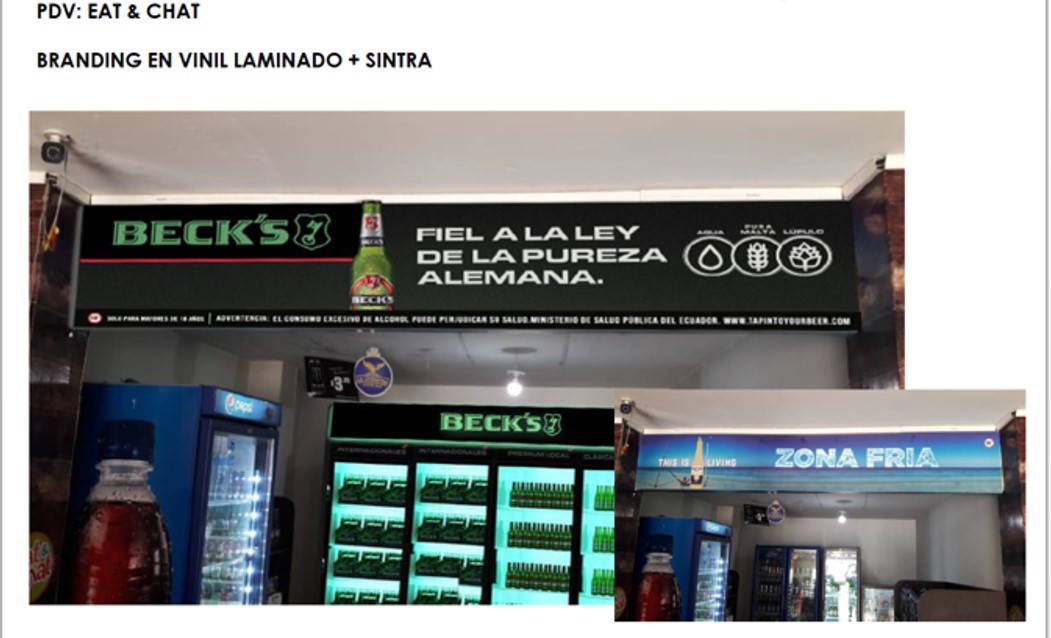 PDV: EAT & CHAT
BRANDING EN VINIL LAMINADO + SINTRA
BECK'S
BECK'S
FIEL A LA LEY
DE LA PUREZA
ALEMANA.
AGUA
PURA
MALTA
LÚPULO
SOLO PARA MAYORES DE 18 AÑOS
ADVERTENCIA: EL CONSUMO EXCESIVO DE ALCOHOL PUEDE PERJUDICAR SU SALUD. MINISTERIO DE SALUD PÚBLICA DEL ECUADOR. WWW.TAPINTOYOURBEER.COM
pepsi
BECK'S
INTERNACIONALES
INTERNACIONALES
PREMIUM LOCAL
THIS IS LIVING
ZONA FRIA